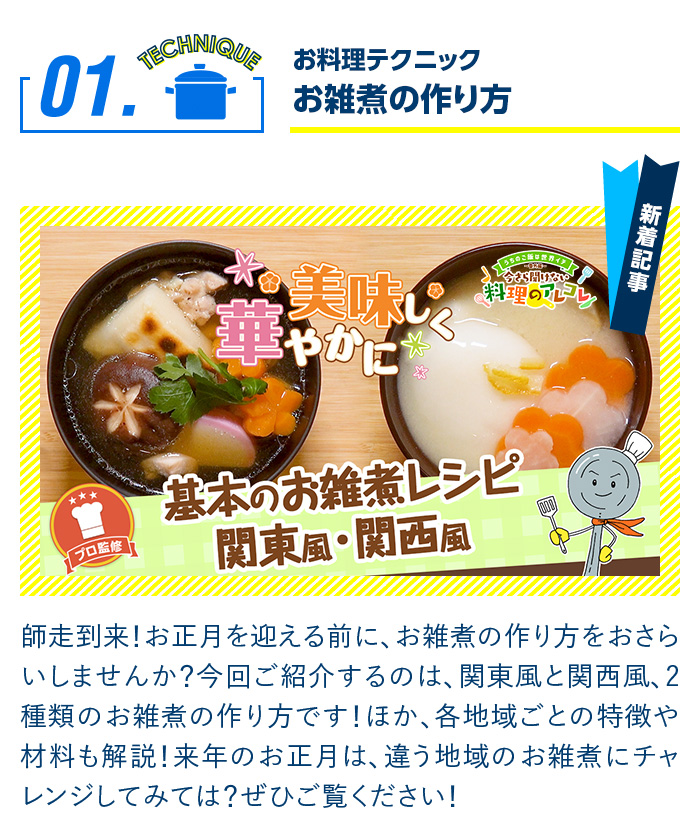 01.
TECHNIQUE
お料理テクニック
お雑煮の作り方
新着記事
美味しく
華やかに
うちのご飯は世界イチ
今さら聞けない
料理のアレコレ
基本のお雑煮レシピ
関東風・関西風
プロ監修
師走到来！お正月を迎える前に、お雑煮の作り方をおさら
いしませんか？今回ご紹介するのは、関東風と関西風、2
種類のお雑煮の作り方です！ほか、各地域ごとの特徴や
材料も解説！来年のお正月は、違う地域のお雑煮にチャ
レンジしてみては？ぜひご覧ください！